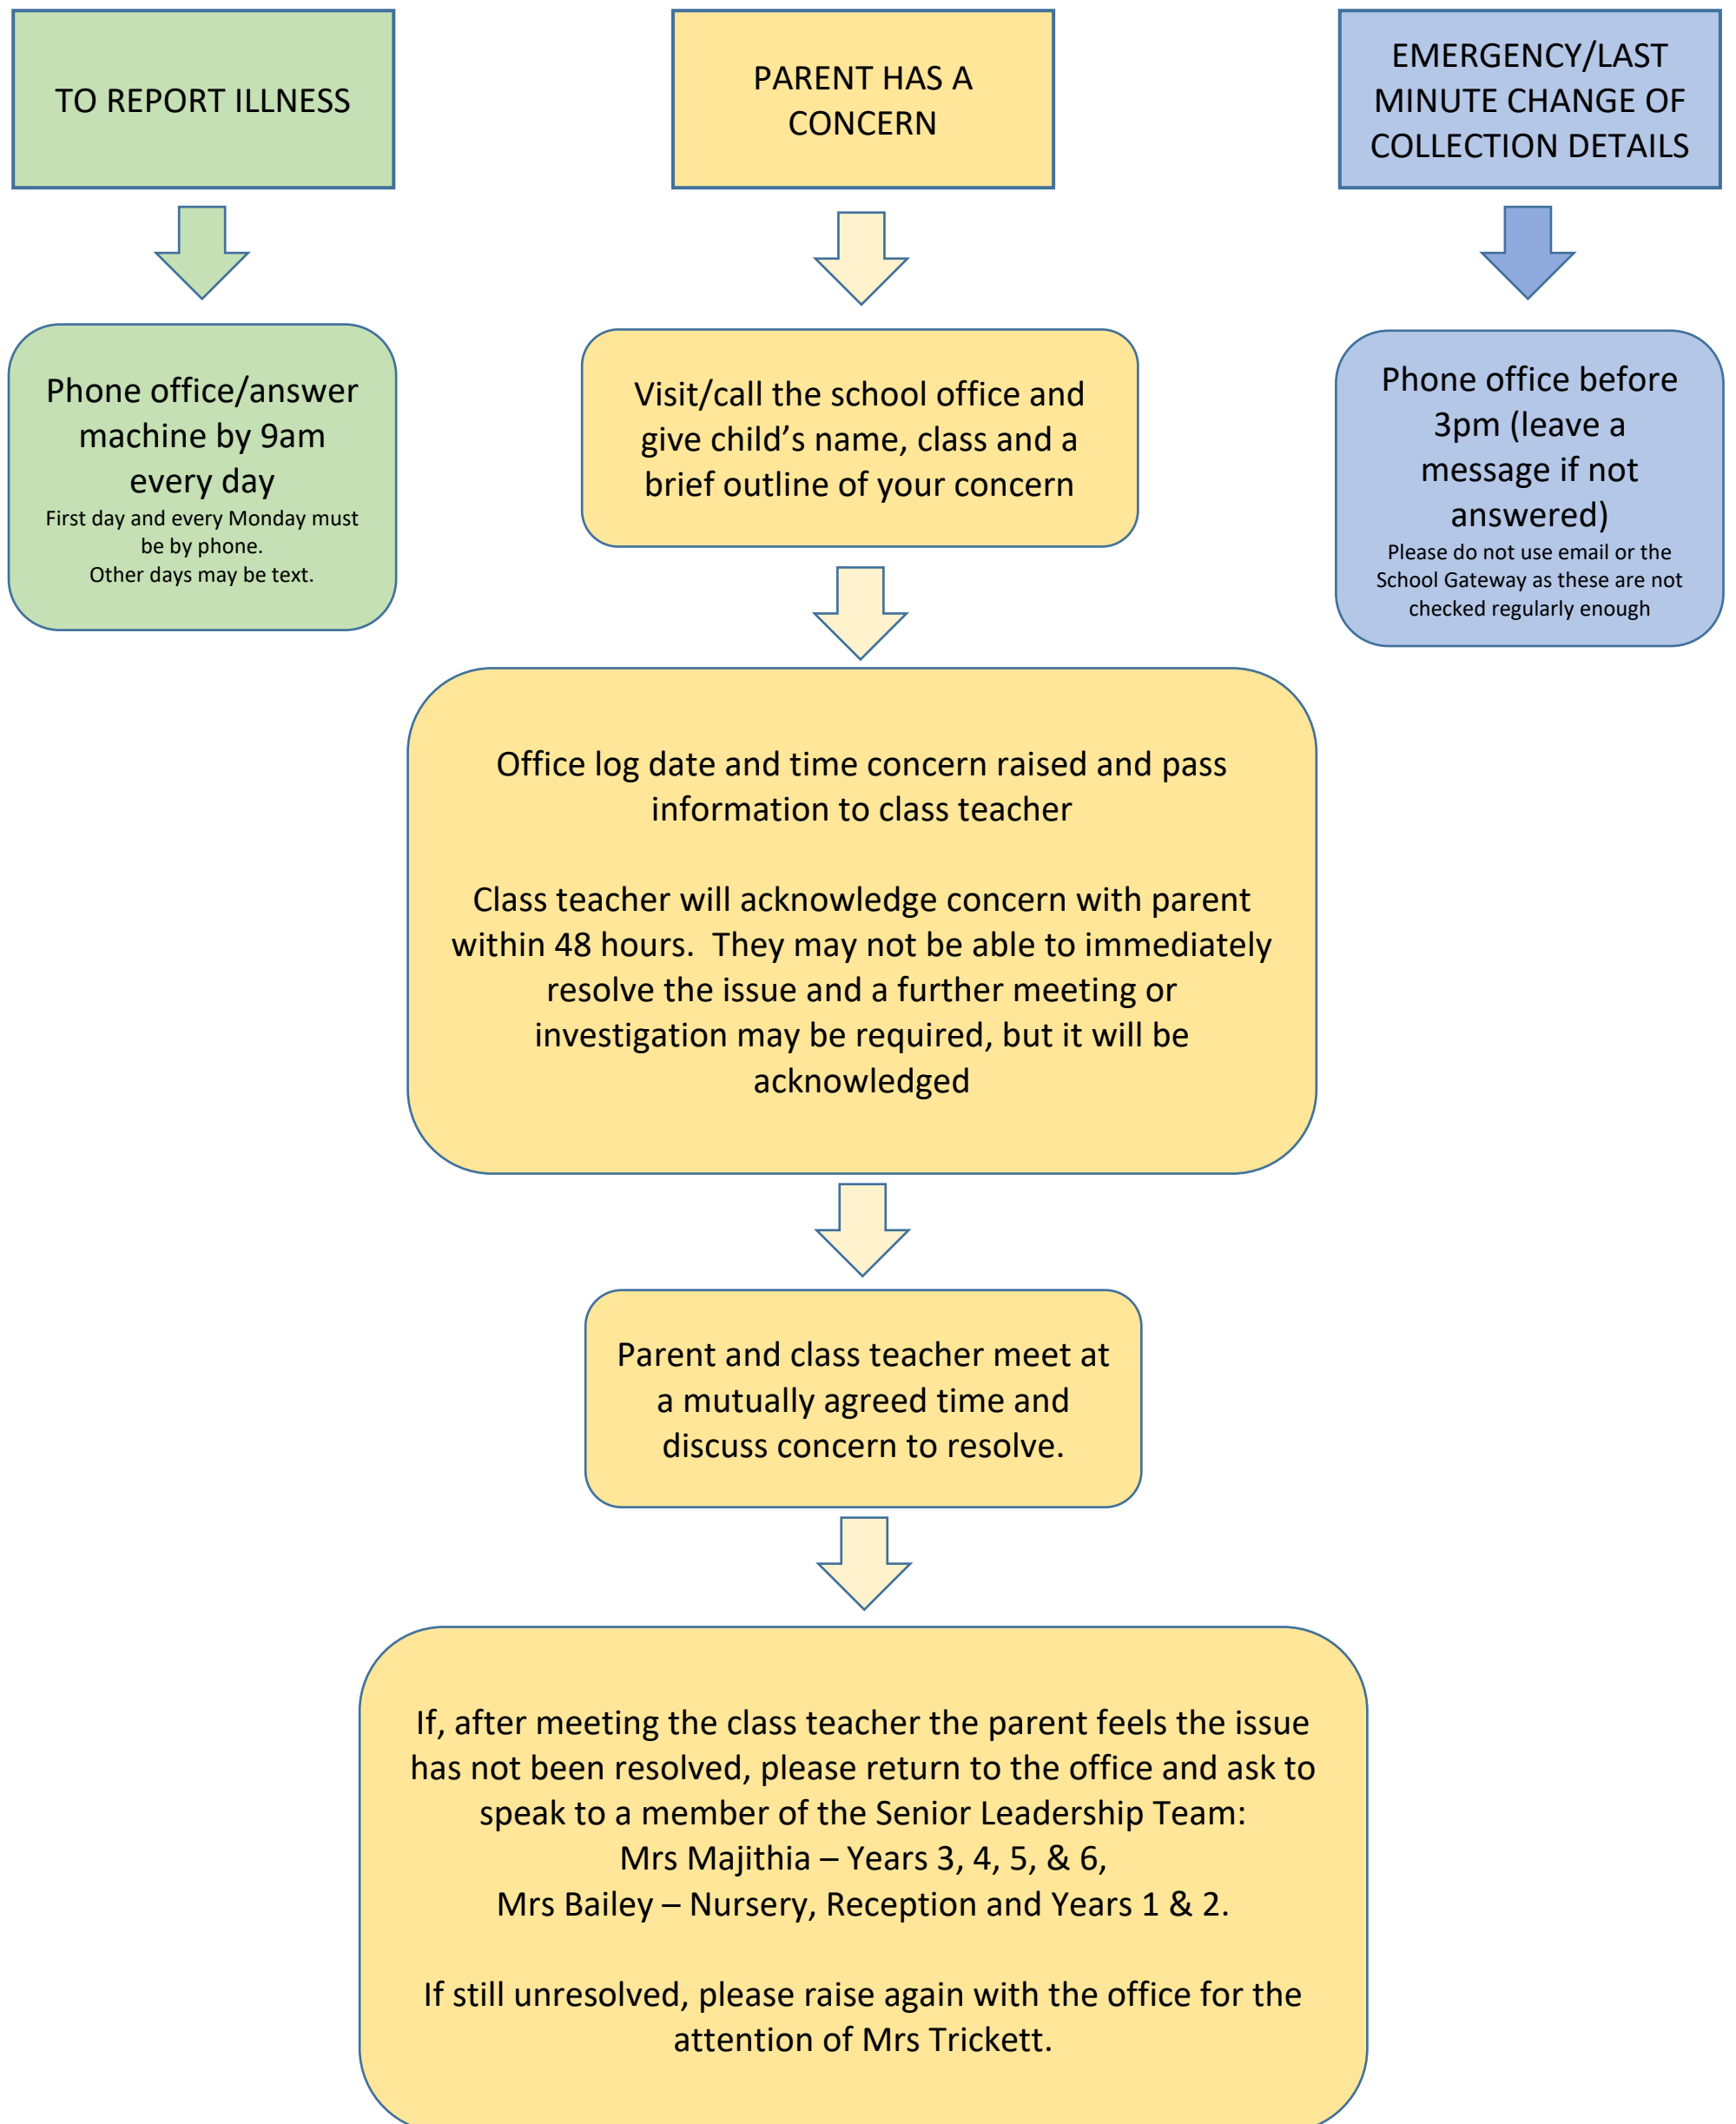 TO REPORT ILLNESS
Phone office/answer
machine by 9am
every day
First day and every Monday must
be by phone.
Other days may be text.
PARENT HAS A
CONCERN
Visit/call the school office and
give child’s name, class and a
brief outline of your concern
Office log date and time concern raised and pass
information to class teacher
Class teacher will acknowledge concern with parent
within 48 hours.  They may not be able to immediately
resolve the issue and a further meeting or
investigation may be required, but it will be
acknowledged
Parent and class teacher meet at
a mutually agreed time and
discuss concern to resolve.
If, after meeting the class teacher the parent feels the issue
has not been resolved, please return to the office and ask to
speak to a member of the Senior Leadership Team:
Mrs Majithia – Years 3, 4, 5, & 6,
Mrs Bailey – Nursery, Reception and Years 1 & 2.
If still unresolved, please raise again with the office for the
attention of Mrs Trickett.
EMERGENCY/LAST
MINUTE CHANGE OF
COLLECTION DETAILS
Phone office before
3pm (leave a
message if not
answered)
Please do not use email or the
School Gateway as these are not
checked regularly enough